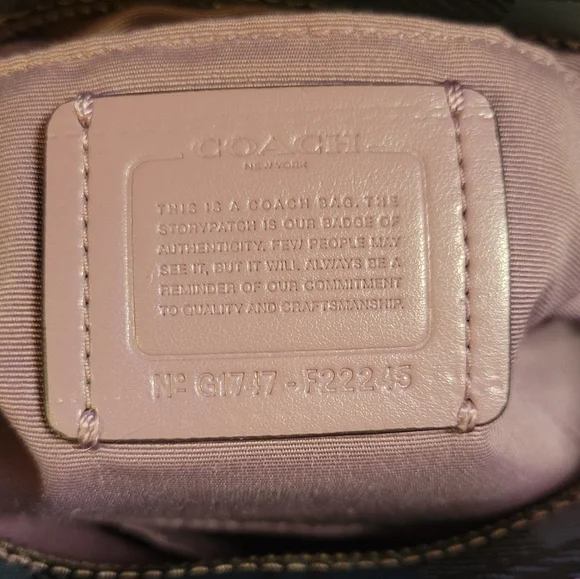 COACH
NEW YORK
THIS IS A COACH BAG. THE
STORYPATCH IS OUR BADGE OF
AUTHENTICITY. FEW PEOPLE MAY
SEE IT, BUT IT WILL ALWAYS BE A
REMINDER OF OUR COMMITMENT
TO QUALITY AND CRAFTSMANSHIP.
Nº G1747-F22245